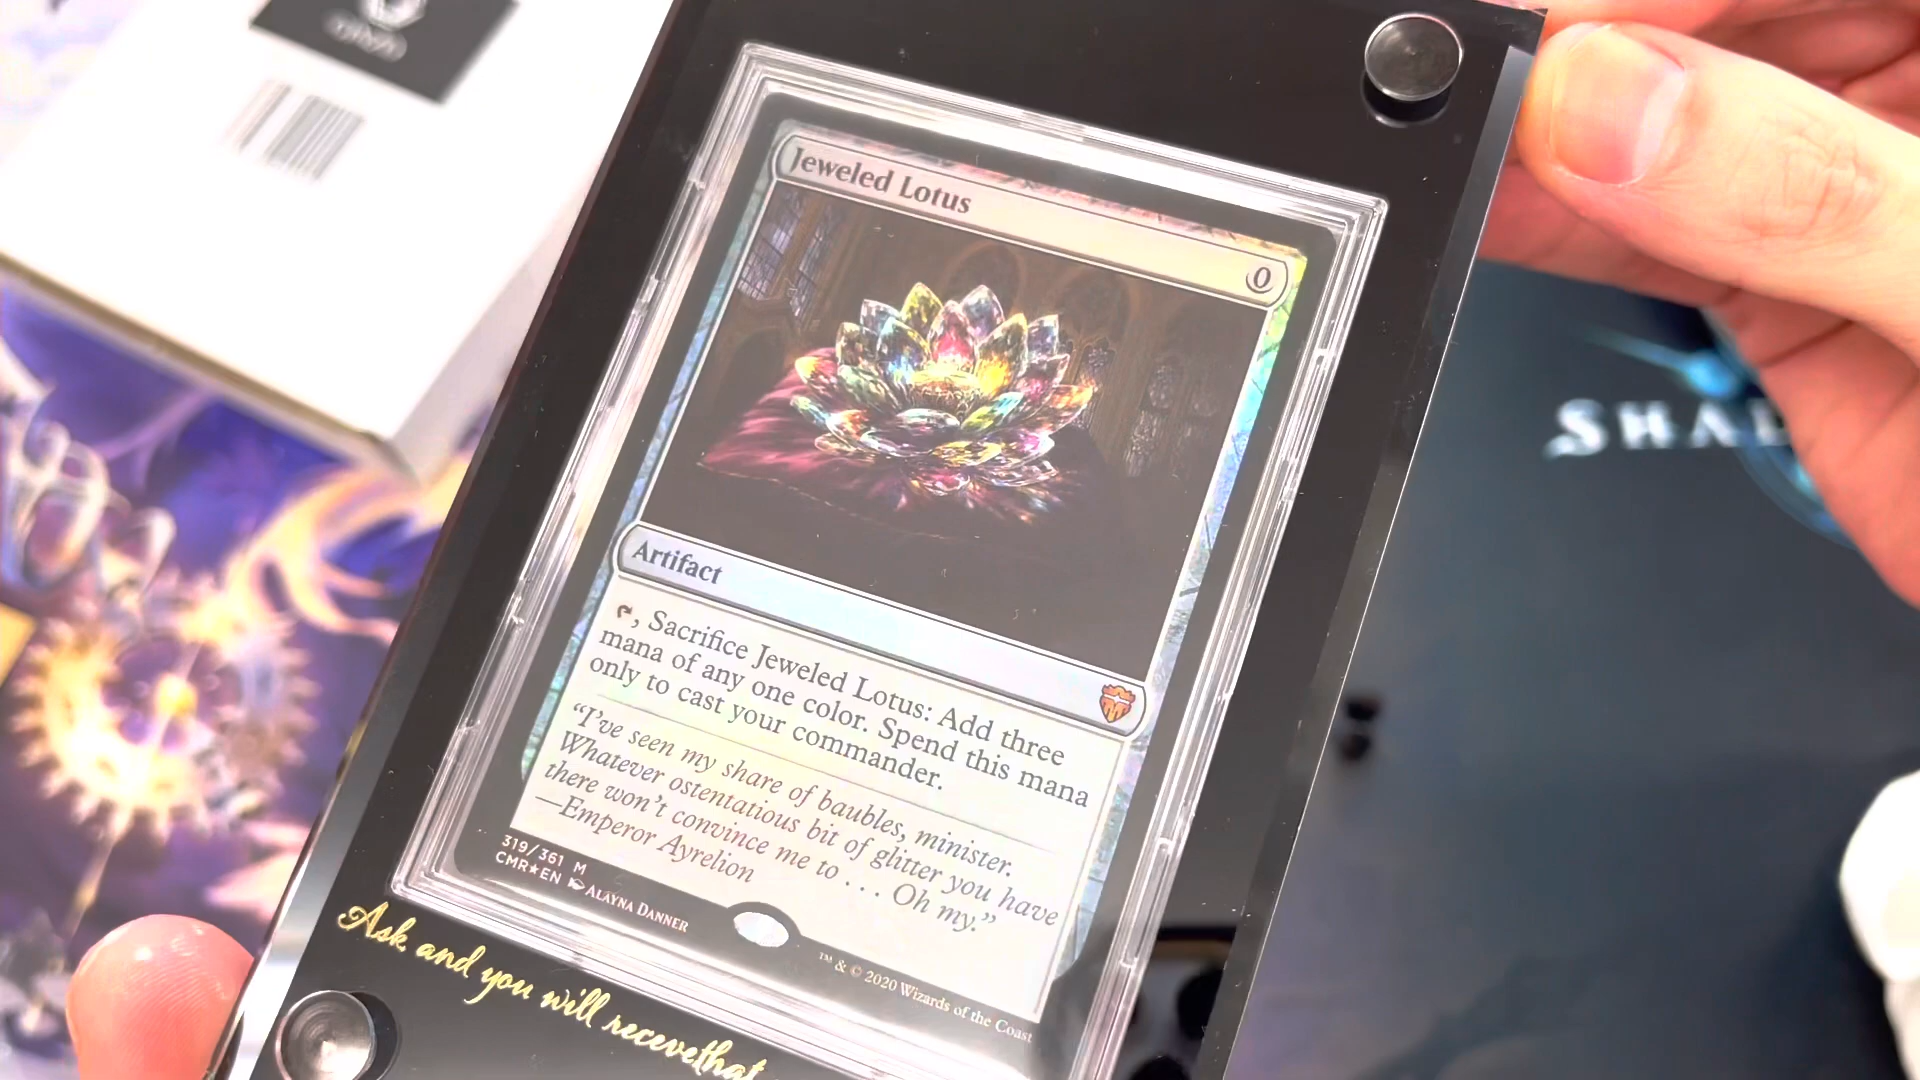 Jeweled Lotus
0
Artifact
, Sacrifice Jeweled Lotus: Add three
mana of any one color. Spend this mana
only to cast your commander.
“I’ve seen my share of baubles, minister.
Whatever ostentatious bit of glitter you have
there won’t convince me to . . . Oh my.”
—Emperor Ayrelion
319/361 M
CMR★EN ALAYNA DANNER
™ & © 2020 Wizards of the Coast
Ask and you will recevethat
SHAD